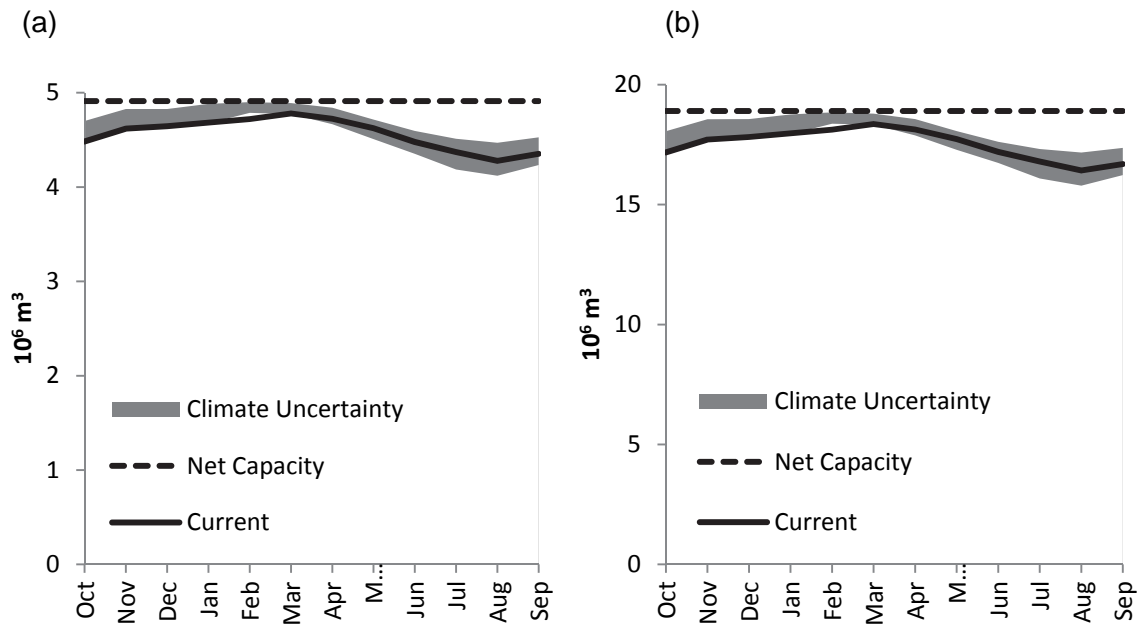 (a)
5
4
3
2
1
0
10⁶ m³
Climate Uncertainty
Net Capacity
Current
Oct
Nov
Dec
Jan
Feb
Mar
Apr
M...
Jun
Jul
Aug
Sep
(b)
20
15
10
5
0
10⁶ m³
Climate Uncertainty
Net Capacity
Current
Oct
Nov
Dec
Jan
Feb
Mar
Apr
M...
Jun
Jul
Aug
Sep